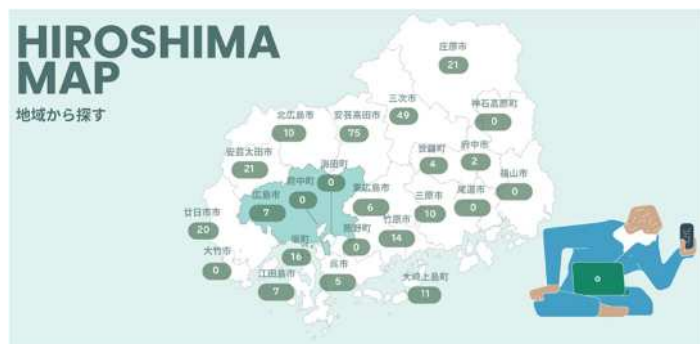 HIROSHIMA
MAP
地域から探す
庄原市
21
三次市
49
神石高原町
0
北広島市
10
安芸高田市
75
世羅町
4
府中市
2
福山市
0
安芸太田市
21
海田町
0
府中町
0
広島市
7
東広島市
6
三原市
10
尾道市
0
廿日市市
20
熊野町
0
竹原市
14
大竹市
0
坂町
16
江田島市
7
呉市
5
大崎上島町
11